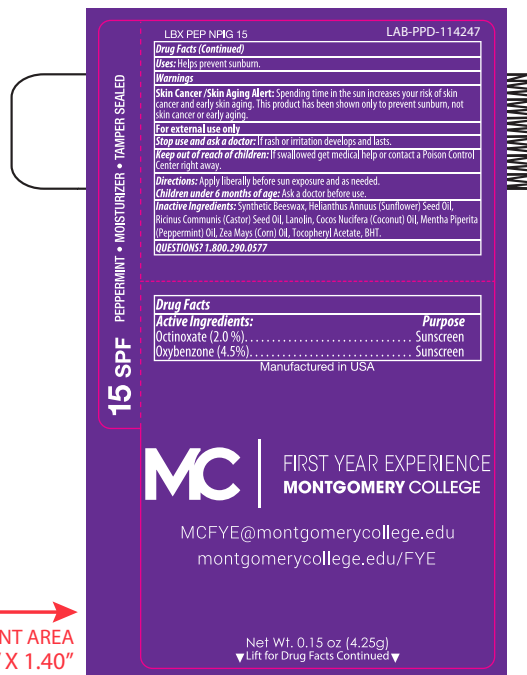 LBX PEP NPIG 15
LAB-PPD-114247
15 SPF PEPPERMINT • MOISTURIZER • TAMPER SEALED
Drug Facts (Continued)
Uses: Helps prevent sunburn.
Warnings
Skin Cancer /Skin Aging Alert: Spending time in the sun increases your risk of skin
cancer and early skin aging. This product has been shown only to prevent sunburn, not
skin cancer or early aging.
For external use only
Stop use and ask a doctor: If rash or irritation develops and lasts.
Keep out of reach of children: If swallowed get medical help or contact a Poison Control
Center right away.
Directions: Apply liberally before sun exposure and as needed.
Children under 6 months of age: Ask a doctor before use.
Inactive Ingredients: Synthetic Beeswax, Helianthus Annuus (Sunflower) Seed Oil,
Ricinus Communis (Castor) Seed Oil, Lanolin, Cocos Nucifera (Coconut) Oil, Mentha Piperita
(Peppermint) Oil, Zea Mays (Corn) Oil, Tocopheryl Acetate, BHT.
QUESTIONS? 1.800.290.0577
Drug Facts
Active Ingredients: Purpose
Octinoxate (2.0 %)............................... Sunscreen
Oxybenzone (4.5%).............................. Sunscreen
Manufactured in USA
MC
FIRST YEAR EXPERIENCE
MONTGOMERY COLLEGE
MCFYE@montgomerycollege.edu
montgomerycollege.edu/FYE
NT AREA
X 1.40”
Net Wt. 0.15 oz (4.25g)
▼Lift for Drug Facts Continued▼